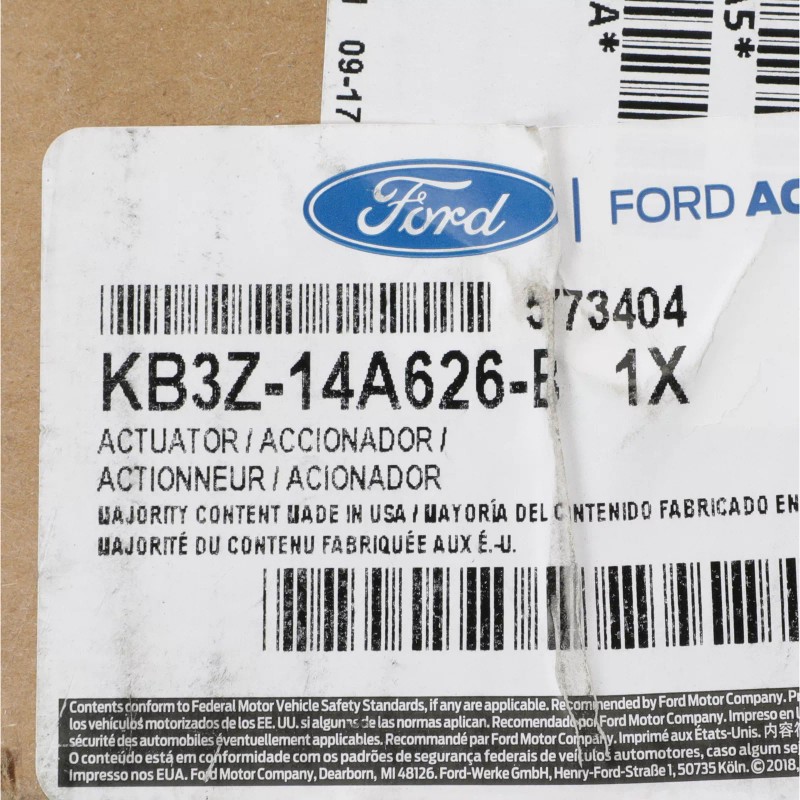 09-17
A*
A5*
Ford | FORD AC
573404
KB3Z-14A626-B 1X
ACTUATOR / ACCIONADOR /
ACTIONNEUR / ACIONADOR
MAJORITY CONTENT MADE IN USA / MAYORÍA DEL CONTENIDO FABRICADO EN
MAJORITÉ DU CONTENU FABRIQUÉE AUX É.-U.
Contents conform to Federal Motor Vehicle Safety Standards, if any are applicable. Recommended by Ford Motor Company.
los vehículos motorizados de los EE. UU. si algunas de las normas aplican. Recomendado por Ford Motor Company. Impreso en
sécurité des automobiles éventuellement applicables. Recommandé par Ford Motor Company. Imprimé aux États-Unis. 内容
O conteúdo está em conformidade com os padrões de segurança federais de veículos automotores, caso algum se
Impresso nos EUA. Ford Motor Company, Dearborn, MI 48126. Ford-Werke GmbH, Henry-Ford-Straße 1, 50735 Köln. © 2018,